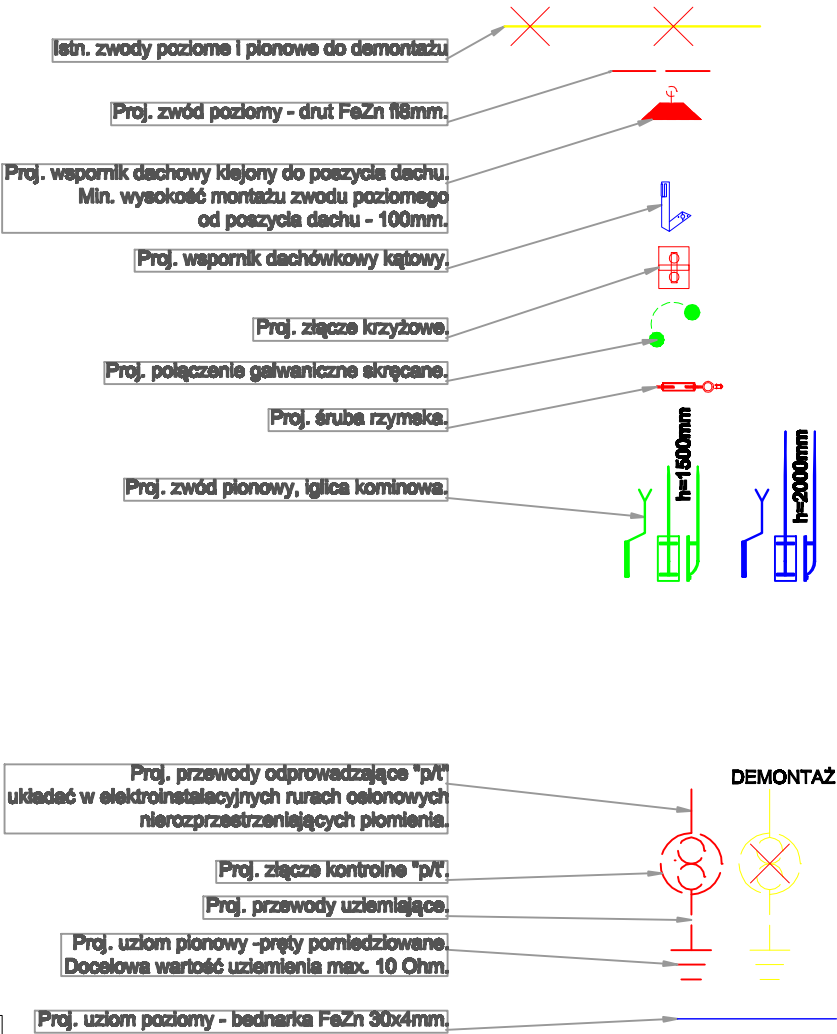 Istn. zwody poziome i pionowe do demontażu
Proj. zwód poziomy - drut FeZn fi8mm.
Proj. wspornik dachowy klejony do poszycia dachu.
Min. wysokość montażu zwodu poziomego
od poszycia dachu - 100mm.
Proj. wspornik dachówkowy kątowy.
Proj. złącze krzyżowe.
Proj. połączenie galwaniczne skręcane.
Proj. śruba rzymska.
h=1500mm
h=2000mm
Proj. zwód pionowy, iglica kominowa.
Proj. przewody odprowadzające "p/t"
układać w elektroinstalacyjnych rurach osłonowych
nierozprzestrzeniających płomienia.
DEMONTAŻ
Proj. złącze kontrolne "p/t".
Proj. przewody uziemiające.
Proj. uziom pionowy -pręty pomiedziowane.
Docelowa wartość uziemienia max. 10 Ohm.
Proj. uziom poziomy - bednarka FeZn 30x4mm.